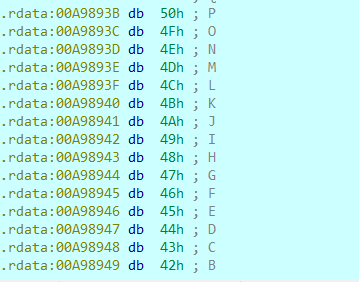 .rdata:00A9893B db 50h ; P
.rdata:00A9893C db 4Fh ; O
.rdata:00A9893D db 4Eh ; N
.rdata:00A9893E db 4Dh ; M
.rdata:00A9893F db 4Ch ; L
.rdata:00A98940 db 4Bh ; K
.rdata:00A98941 db 4Ah ; J
.rdata:00A98942 db 49h ; I
.rdata:00A98943 db 48h ; H
.rdata:00A98944 db 47h ; G
.rdata:00A98945 db 46h ; F
.rdata:00A98946 db 45h ; E
.rdata:00A98947 db 44h ; D
.rdata:00A98948 db 43h ; C
.rdata:00A98949 db 42h ; B